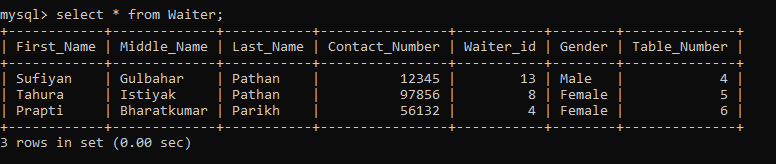 mysql> select * from Waiter;
+------------+-------------+-----------+----------------+-----------+--------+--------------+
| First_Name | Middle_Name | Last_Name | Contact_Number | Waiter_id | Gender | Table_Number |
+------------+-------------+-----------+----------------+-----------+--------+--------------+
| Sufiyan    | Gulbahar    | Pathan    |          12345 |        13 | Male   |            4 |
| Tahura     | Istiyak     | Pathan    |          97856 |         8 | Female |            5 |
| Prapti     | Bharatkumar | Parikh    |          56132 |         4 | Female |            6 |
+------------+-------------+-----------+----------------+-----------+--------+--------------+
3 rows in set (0.00 sec)